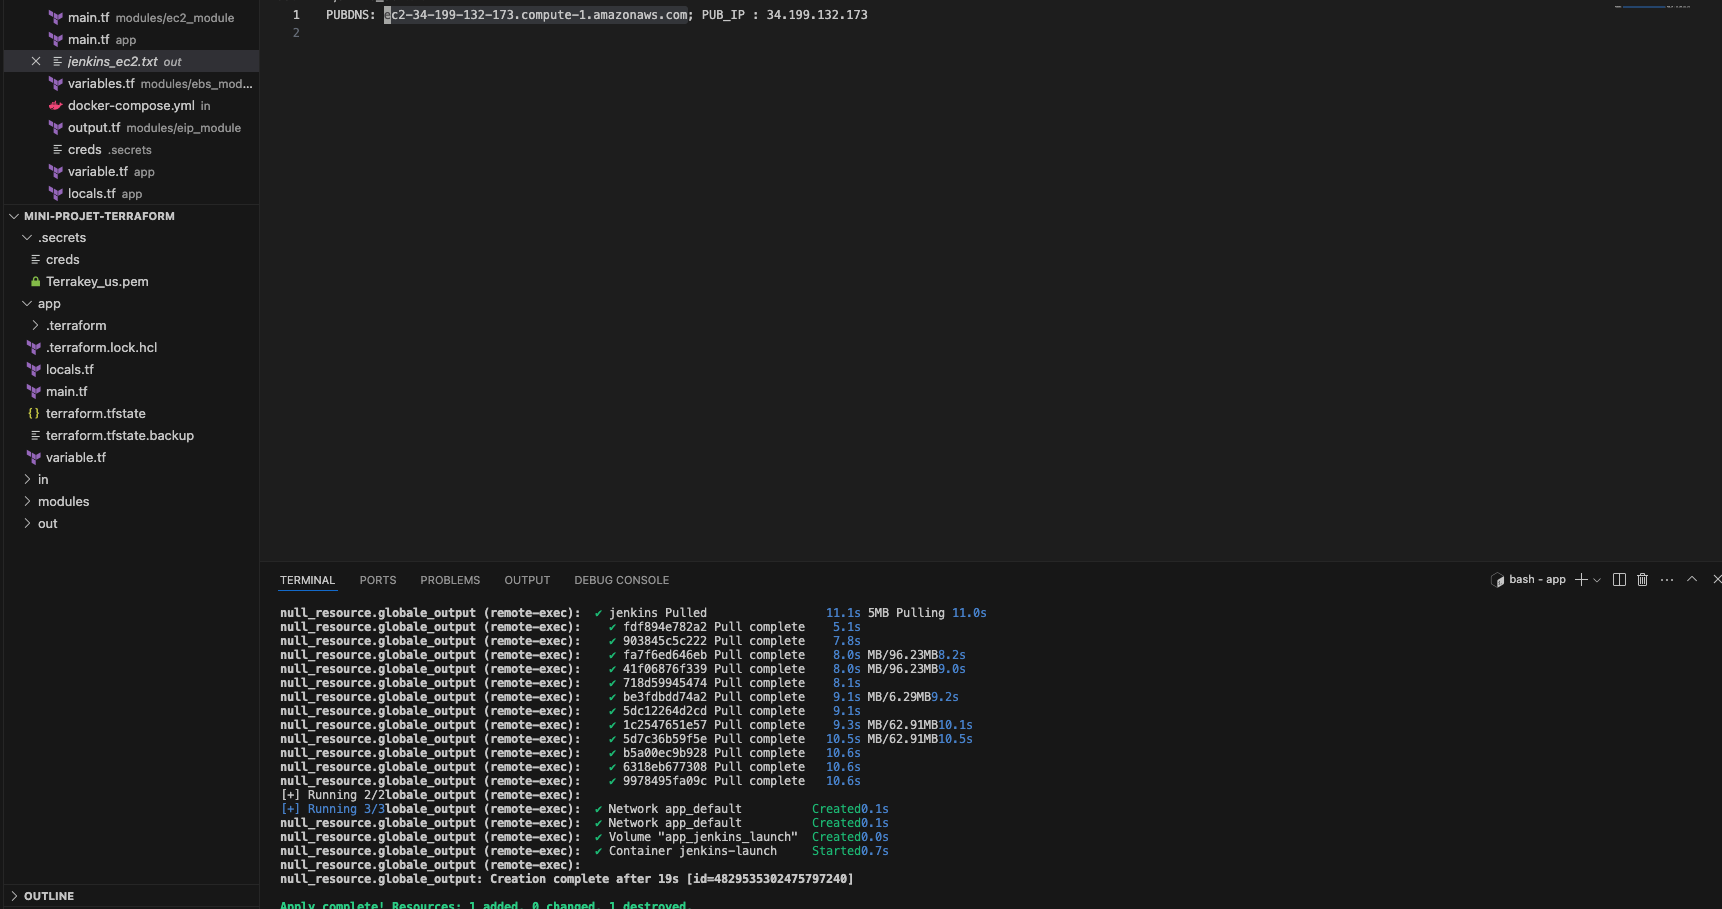 main.tf modules/ec2_module
main.tf app
jenkins_ec2.txt out
variables.tf modules/ebs_mod...
docker-compose.yml in
output.tf modules/eip_module
creds .secrets
variable.tf app
locals.tf app
MINI-PROJET-TERRAFORM
.secrets
creds
Terrakey_us.pem
app
.terraform
.terraform.lock.hcl
locals.tf
main.tf
terraform.tfstate
terraform.tfstate.backup
variable.tf
in
modules
out
OUTLINE
1 PUBDNS: ec2-34-199-132-173.compute-1.amazonaws.com; PUB_IP : 34.199.132.173
2
TERMINAL PORTS PROBLEMS OUTPUT DEBUG CONSOLE
bash - app
null_resource.globale_output (remote-exec): ✔ jenkins Pulled 11.1s 5MB Pulling 11.0s
null_resource.globale_output (remote-exec): ✔ fdf894e782a2 Pull complete 5.1s
null_resource.globale_output (remote-exec): ✔ 903845c5c222 Pull complete 7.8s
null_resource.globale_output (remote-exec): ✔ fa7f6ed646eb Pull complete 8.0s MB/96.23MB8.2s
null_resource.globale_output (remote-exec): ✔ 41f06876f339 Pull complete 8.0s MB/96.23MB9.0s
null_resource.globale_output (remote-exec): ✔ 718d59945474 Pull complete 8.1s
null_resource.globale_output (remote-exec): ✔ be3fdbdd74a2 Pull complete 9.1s MB/6.29MB9.2s
null_resource.globale_output (remote-exec): ✔ 5dc12264d2cd Pull complete 9.1s
null_resource.globale_output (remote-exec): ✔ 1c2547651e57 Pull complete 9.3s MB/62.91MB10.1s
null_resource.globale_output (remote-exec): ✔ 5d7c36b59f5e Pull complete 10.5s MB/62.91MB10.5s
null_resource.globale_output (remote-exec): ✔ b5a00ec9b928 Pull complete 10.6s
null_resource.globale_output (remote-exec): ✔ 6318eb677308 Pull complete 10.6s
null_resource.globale_output (remote-exec): ✔ 9978495fa09c Pull complete 10.6s
[+] Running 2/2lobale_output (remote-exec):
[+] Running 3/3lobale_output (remote-exec): ✔ Network app_default Created0.1s
null_resource.globale_output (remote-exec): ✔ Network app_default Created0.1s
null_resource.globale_output (remote-exec): ✔ Volume "app_jenkins_launch" Created0.0s
null_resource.globale_output (remote-exec): ✔ Container jenkins-launch Started0.7s
null_resource.globale_output (remote-exec):
null_resource.globale_output: Creation complete after 19s [id=4829535302475797240]
Apply complete! Resources: 1 added, 0 changed, 1 destroyed.